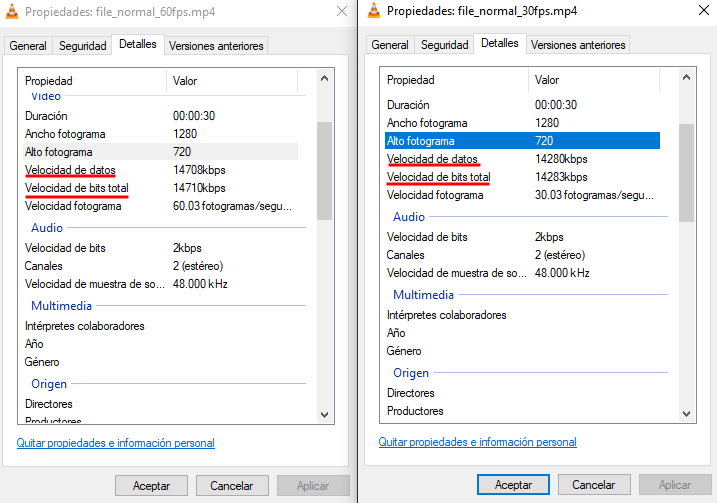 Propiedades: file_normal_60fps.mp4
General
Seguridad
Detalles
Versiones anteriores
Propiedad Valor
Vídeo
Duración 00:00:30
Ancho fotograma 1280
Alto fotograma 720
Velocidad de datos 14708kbps
Velocidad de bits total 14710kbps
Velocidad fotograma 60.03 fotogramas/segu...
Audio
Velocidad de bits 2kbps
Canales 2 (estéreo)
Velocidad de muestra de so... 48.000 kHz
Multimedia
Intérpretes colaboradores
Año
Género
Origen
Directores
Productores
Quitar propiedades e información personal
Aceptar
Cancelar
Aplicar
Propiedades: file_normal_30fps.mp4
General
Seguridad
Detalles
Versiones anteriores
Propiedad Valor
Duración 00:00:30
Ancho fotograma 1280
Alto fotograma 720
Velocidad de datos 14280kbps
Velocidad de bits total 14283kbps
Velocidad fotograma 30.03 fotogramas/segu...
Audio
Velocidad de bits 2kbps
Canales 2 (estéreo)
Velocidad de muestra de so... 48.000 kHz
Multimedia
Intérpretes colaboradores
Año
Género
Origen
Directores
Productores
Quitar propiedades e información personal
Aceptar
Cancelar
Aplicar